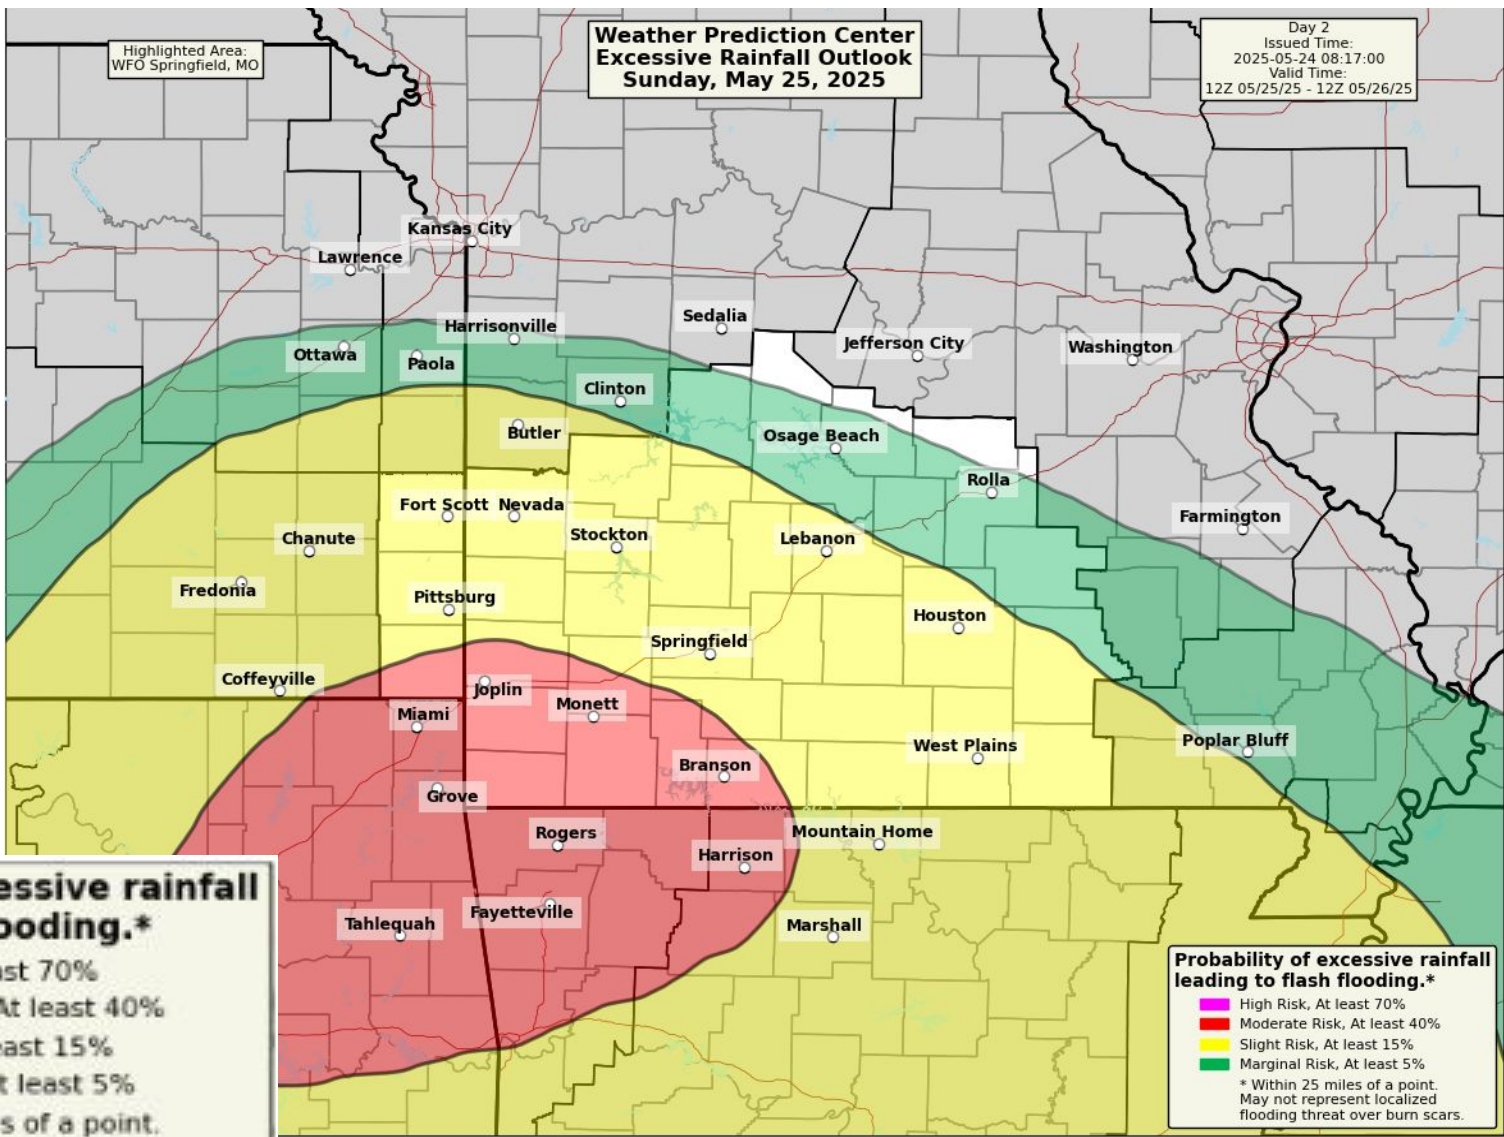 Highlighted Area:
WFO Springfield, MO
Weather Prediction Center
Excessive Rainfall Outlook
Sunday, May 25, 2025
Day 2
Issued Time:
2025-05-24 08:17:00
Valid Time:
12Z 05/25/25 - 12Z 05/26/25
Kansas City
Lawrence
Sedalia
Harrisonville
Jefferson City
Washington
Ottawa
Paola
Clinton
Butler
Osage Beach
Rolla
Fort Scott
Nevada
Farmington
Chanute
Stockton
Lebanon
Fredonia
Pittsburg
Houston
Springfield
Coffeyville
Joplin
Monett
Miami
Poplar Bluff
West Plains
Branson
Grove
Rogers
Mountain Home
Harrison
Fayetteville
Tahlequah
Marshall
essive rainfall
ooding.*
ast 70%
At least 40%
east 15%
t least 5%
s of a point.
Probability of excessive rainfall
leading to flash flooding.*
High Risk, At least 70%
Moderate Risk, At least 40%
Slight Risk, At least 15%
Marginal Risk, At least 5%
* Within 25 miles of a point.
May not represent localized
flooding threat over burn scars.